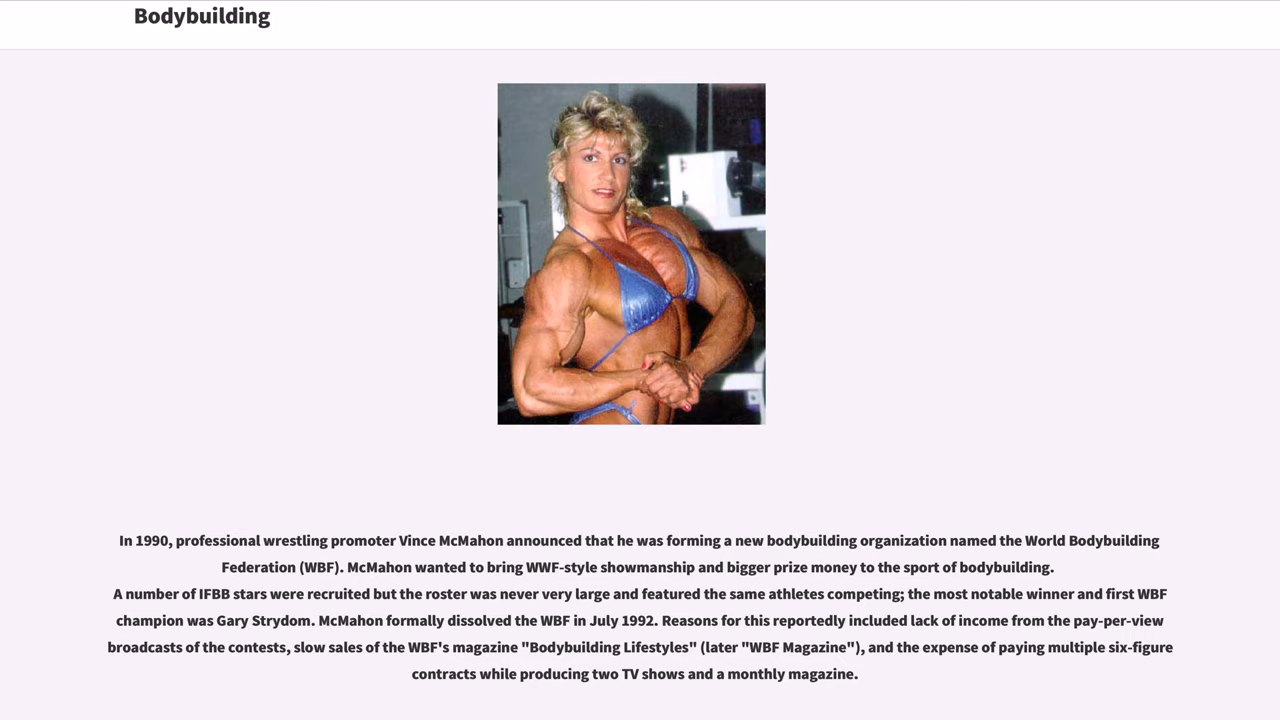 Bodybuilding
In 1990, professional wrestling promoter Vince McMahon announced that he was forming a new bodybuilding organization named the World Bodybuilding
Federation (WBF). McMahon wanted to bring WWF-style showmanship and bigger prize money to the sport of bodybuilding.
A number of IFBB stars were recruited but the roster was never very large and featured the same athletes competing; the most notable winner and first WBF
champion was Gary Strydom. McMahon formally dissolved the WBF in July 1992. Reasons for this reportedly included lack of income from the pay-per-view
broadcasts of the contests, slow sales of the WBF's magazine "Bodybuilding Lifestyles" (later "WBF Magazine"), and the expense of paying multiple six-figure
contracts while producing two TV shows and a monthly magazine.